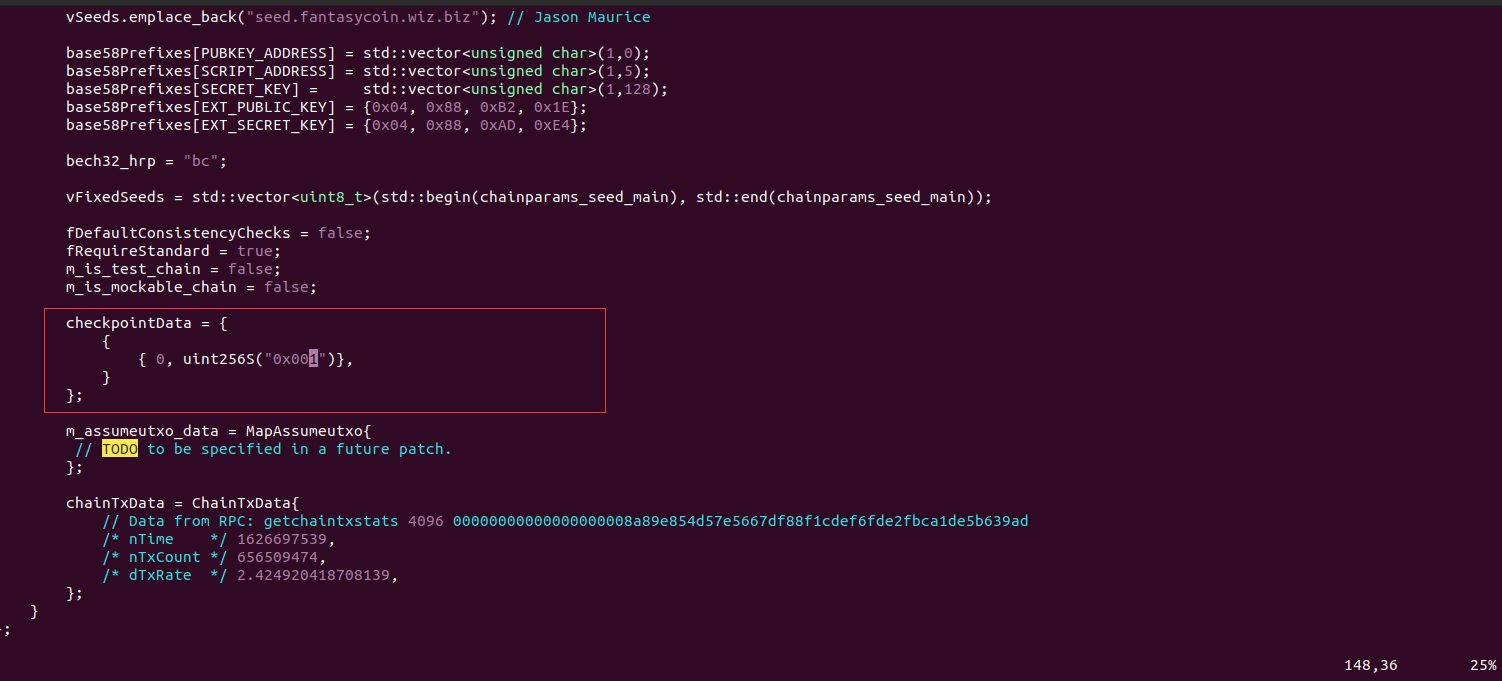 vSeeds.emplace_back("seed.fantasycoin.wiz.biz"); // Jason Maurice
base58Prefixes[PUBKEY_ADDRESS] = std::vector<unsigned char>(1,0);
base58Prefixes[SCRIPT_ADDRESS] = std::vector<unsigned char>(1,5);
base58Prefixes[SECRET_KEY] =     std::vector<unsigned char>(1,128);
base58Prefixes[EXT_PUBLIC_KEY] = {0x04, 0x88, 0xB2, 0x1E};
base58Prefixes[EXT_SECRET_KEY] = {0x04, 0x88, 0xAD, 0xE4};
bech32_hrp = "bc";
vFixedSeeds = std::vector<uint8_t>(std::begin(chainparams_seed_main), std::end(chainparams_seed_main));
fDefaultConsistencyChecks = false;
fRequireStandard = true;
m_is_test_chain = false;
m_is_mockable_chain = false;
checkpointData = {
{
{ 0, uint256S("0x001")},
}
};
m_assumeutxo_data = MapAssumeutxo{
// TODO to be specified in a future patch.
};
chainTxData = ChainTxData{
// Data from RPC: getchaintxstats 4096 00000000000000000008a89e854d57e5667df88f1cdef6fde2fbca1de5b639ad
/* nTime    */ 1626697539,
/* nTxCount */ 656509474,
/* dTxRate  */ 2.424920418708139,
};
}
};
148,36 25%